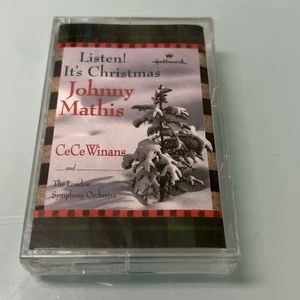 Hallmark
Listen!
It's Christmas
Johnny
Mathis
CeCe Winans
and
The London
Symphony Orchestra